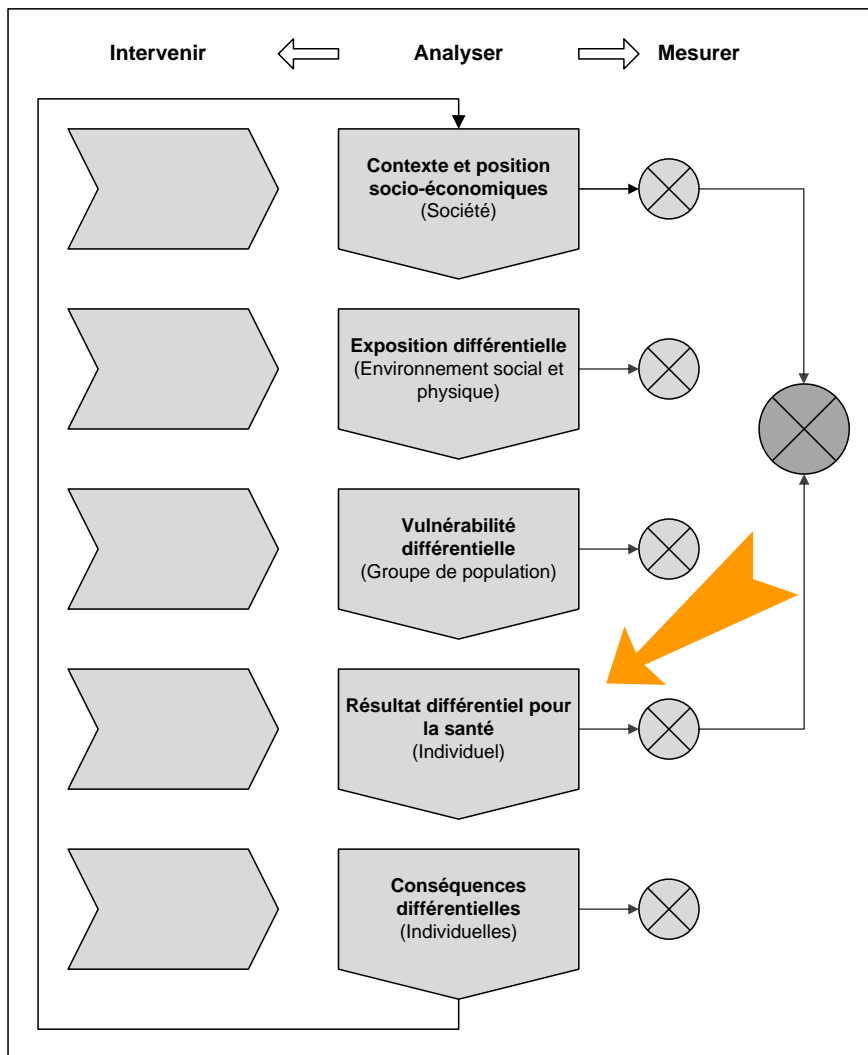 Intervenir
Analyser
Mesurer
Contexte et position
socio-économiques
(Société)
Exposition différentielle
(Environnement social et
physique)
Vulnérabilité
différentielle
(Groupe de population)
Résultat différentiel pour
la santé
(Individuel)
Conséquences
différentielles
(Individuelles)